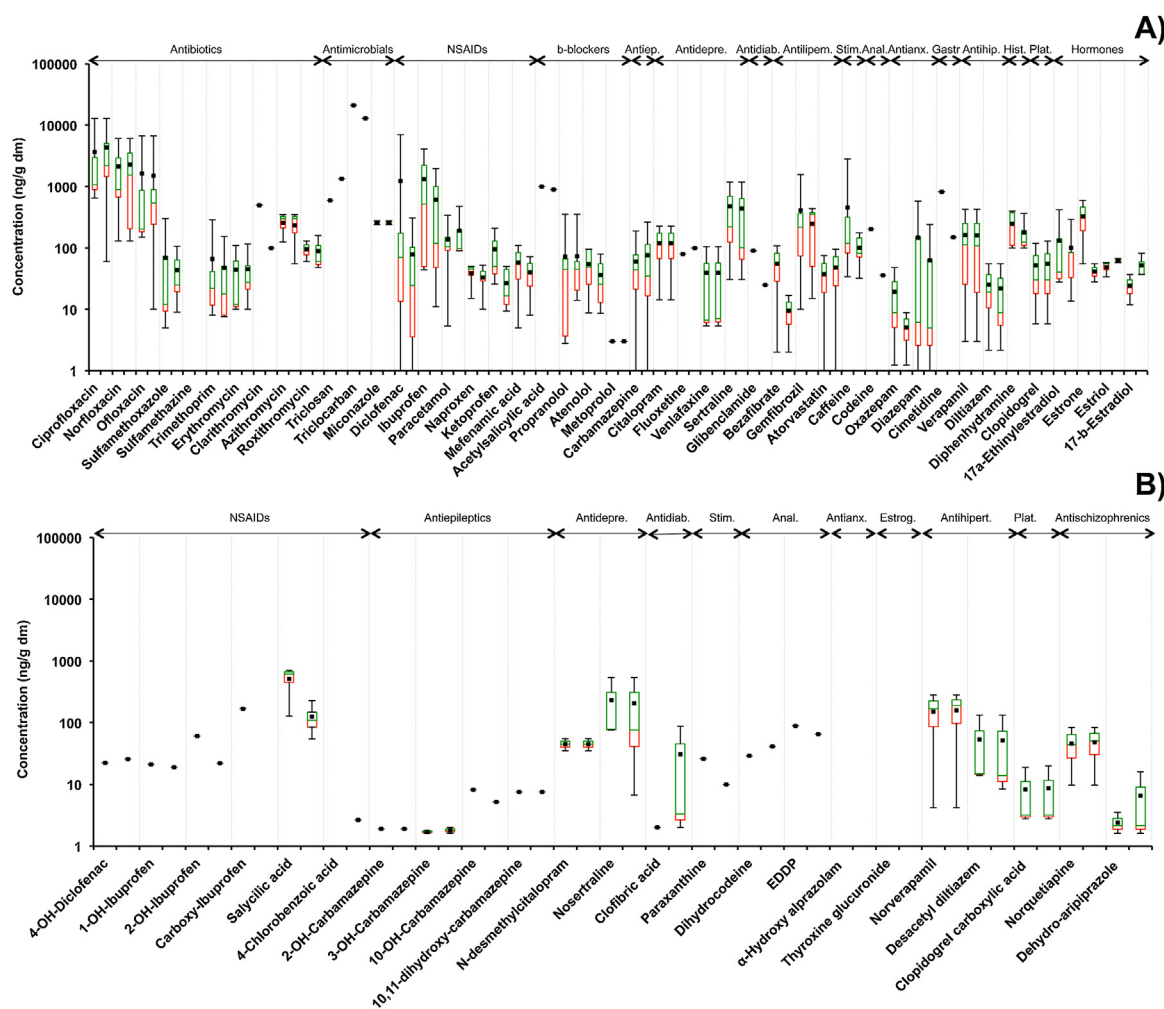 A)
Antibiotics Antimicrobials NSAIDs b-blockers Antiep. Antidepre. Antidiab. Antilipem. Stim. Anal. Antianx. Gastr Antihip. Hist. Plat. Hormones
Concentration (ng/g dm)
100000
10000
1000
100
10
1
Ciprofloxacin
Norfloxacin
Ofloxacin
Sulfamethoxazole
Sulfamethazine
Trimethoprim
Erythromycin
Clarithromycin
Azithromycin
Roxithromycin
Triclosan
Triclocarban
Miconazole
Diclofenac
Ibuprofen
Paracetamol
Naproxen
Ketoprofen
Mefenamic acid
Acetylsalicylic acid
Propranolol
Atenolol
Metoprolol
Carbamazepine
Citalopram
Fluoxetine
Venlafaxine
Sertraline
Glibenclamide
Bezafibrate
Gemfibrozil
Atorvastatin
Caffeine
Codeine
Oxazepam
Diazepam
Cimetidine
Verapamil
Diltiazem
Diphenhydramine
Clopidogrel
17a-Ethinylestradiol
Estrone
Estriol
17-b-Estradiol
B)
NSAIDs Antiepileptics Antidepre. Antidiab. Stim. Anal. Antianx. Estrog. Antihipert. Plat. Antischizophrenics
Concentration (ng/g dm)
100000
10000
1000
100
10
1
4-OH-Diclofenac
1-OH-Ibuprofen
2-OH-Ibuprofen
Carboxy-Ibuprofen
Salycilic acid
4-Chlorobenzoic acid
2-OH-Carbamazepine
3-OH-Carbamazepine
10-OH-Carbamazepine
10,11-dihydroxy-carbamazepine
N-desmethylcitalopram
Nosertraline
Clofibric acid
Paraxanthine
Dihydrocodeine
EDDP
α-Hydroxy alprazolam
Thyroxine glucuronide
Norverapanil
Desacetyl diltiazem
Clopidogrel carboxylic acid
Norquetiapine
Dehydro-aripiprazole